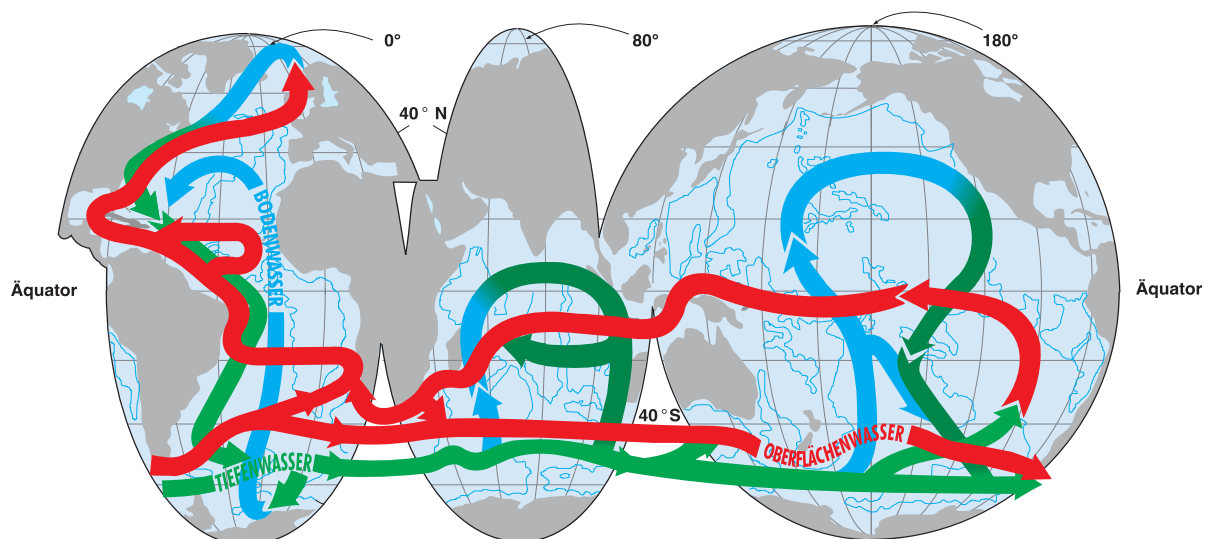 0°
80°
180°
40° N
BODENWASSER
Äquator
Äquator
40°S
OBERFLÄCHENWASSER
TIEFENWASSER